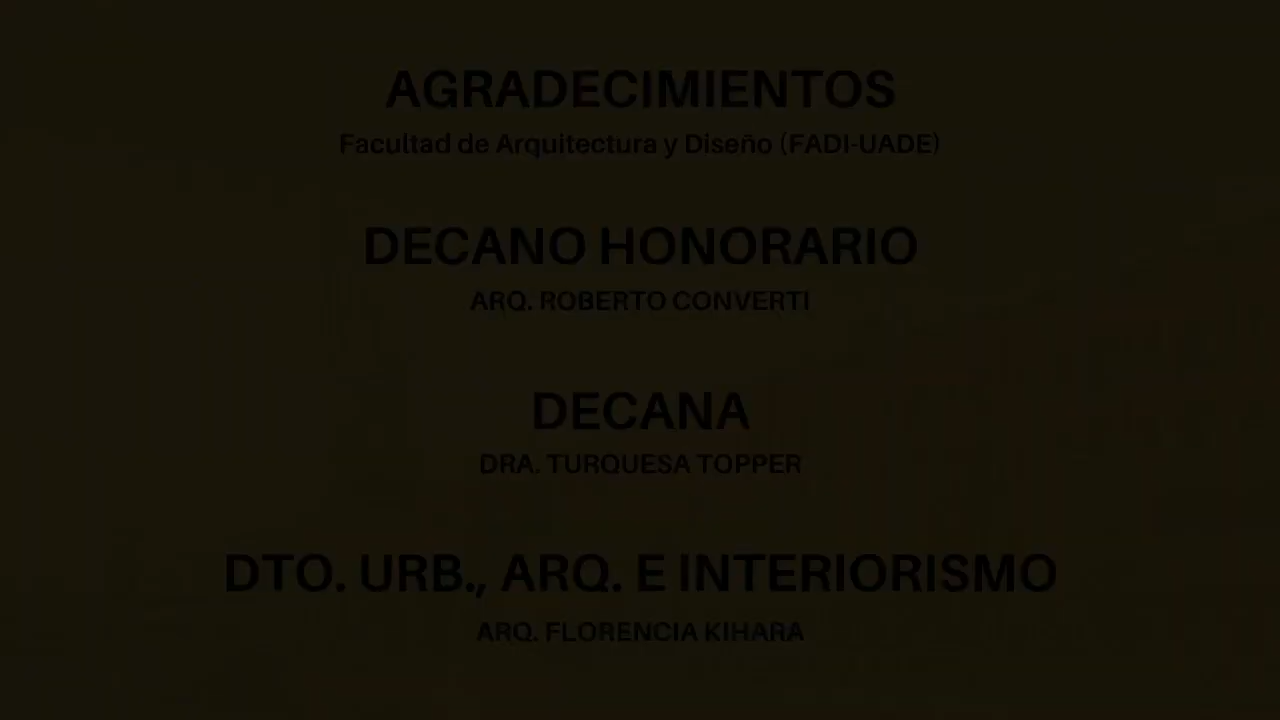 AGRADECIMIENTOS
Facultad de Arquitectura y Diseño (FADI-UADE)
DECANO HONORARIO
ARQ. ROBERTO CONVERTI
DECANA
DRA. TURQUESA TOPPER
DTO. URB., ARQ. E INTERIORISMO
ARQ. FLORENCIA KIHARA